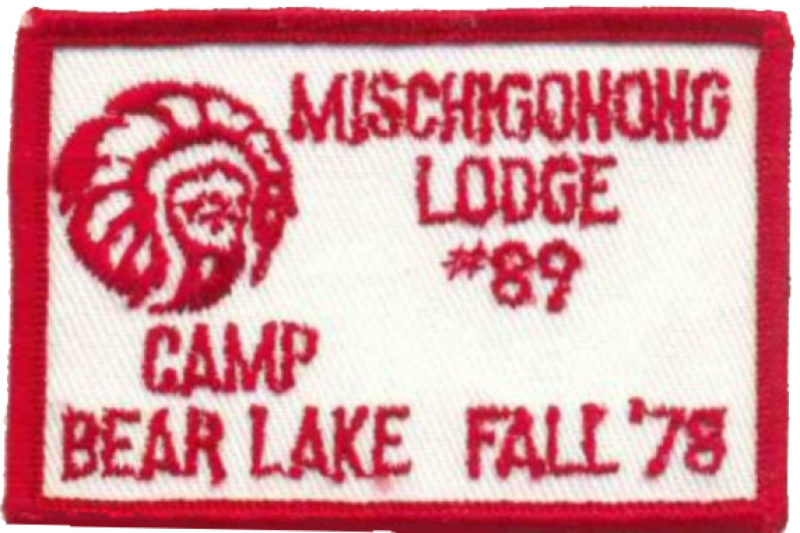 MISCHIGONONG
LODGE
#89
CAMP
BEAR LAKE FALL '78